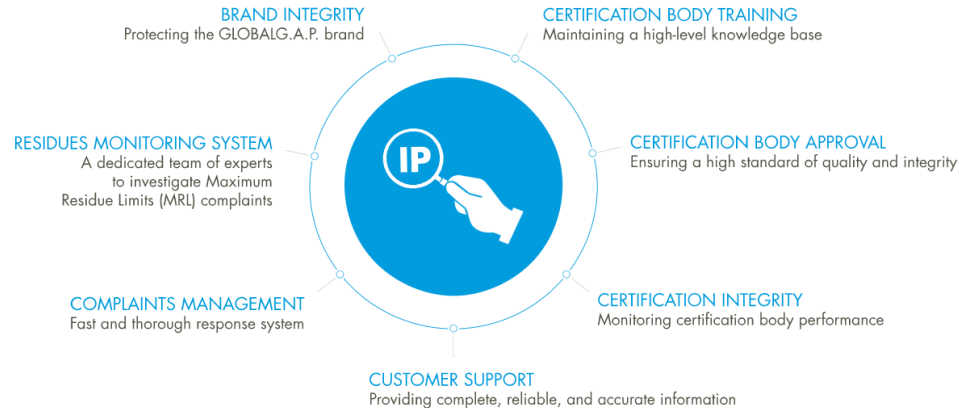 BRAND INTEGRITY
Protecting the GLOBALG.A.P. brand
CERTIFICATION BODY TRAINING
Maintaining a high-level knowledge base
RESIDUES MONITORING SYSTEM
A dedicated team of experts
to investigate Maximum
Residue Limits (MRL) complaints
IP
CERTIFICATION BODY APPROVAL
Ensuring a high standard of quality and integrity
COMPLAINTS MANAGEMENT
Fast and thorough response system
CERTIFICATION INTEGRITY
Monitoring certification body performance
CUSTOMER SUPPORT
Providing complete, reliable, and accurate information